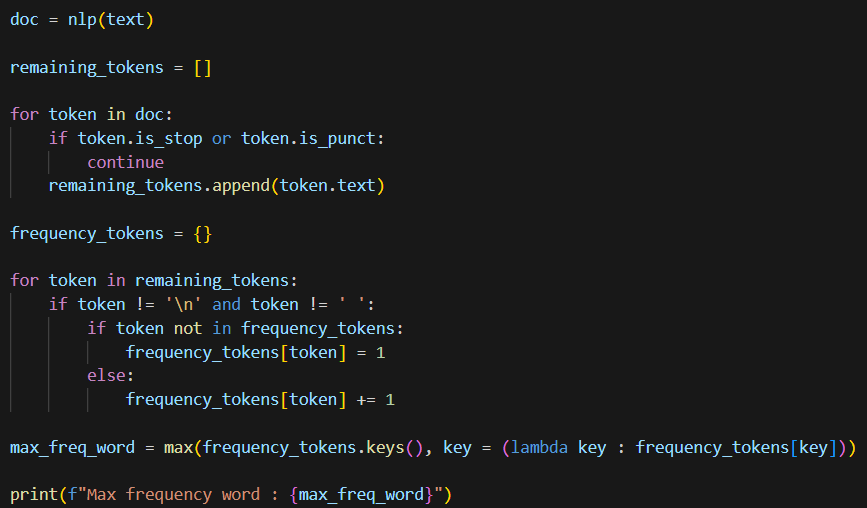 doc = nlp(text)
remaining_tokens = []
for token in doc:
    if token.is_stop or token.is_punct:
        continue
    remaining_tokens.append(token.text)
frequency_tokens = {}
for token in remaining_tokens:
    if token != '\n' and token != ' ':
        if token not in frequency_tokens:
            frequency_tokens[token] = 1
        else:
            frequency_tokens[token] += 1
max_freq_word = max(frequency_tokens.keys(), key = (lambda key : frequency_tokens[key]))
print(f"Max frequency word : {max_freq_word}")